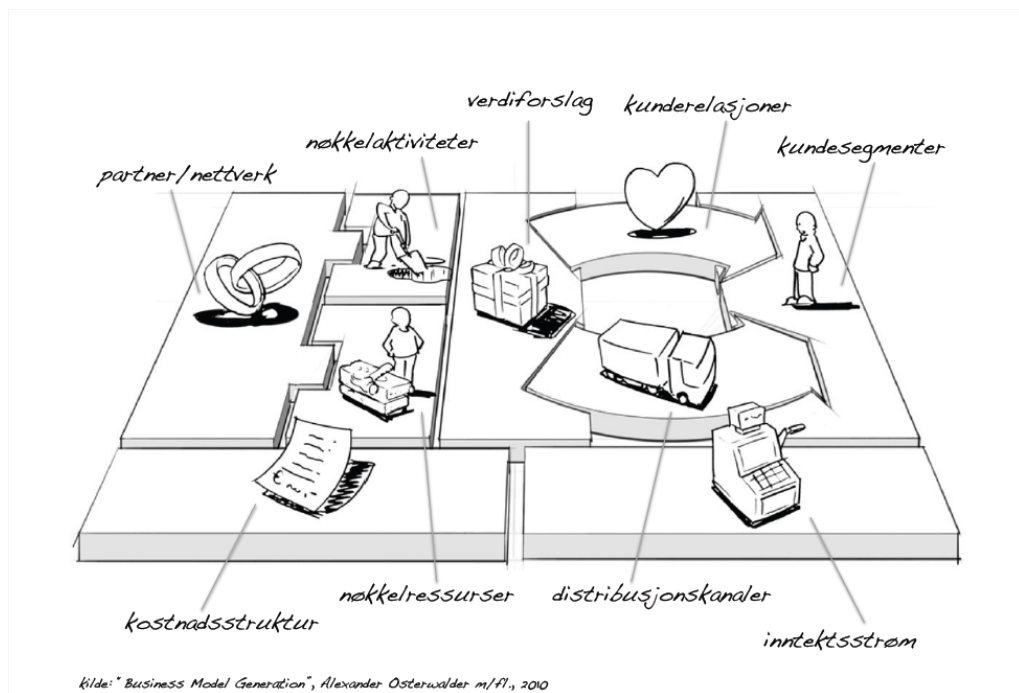 verdiforslag
kunderelasjoner
nøkkelaktiviteter
kundesegmenter
partner/nettverk
nøkkelressurser
distribusjonskanaler
kostnadsstruktur
inntektsstrøm
kilde: "Business Model Generation", Alexander Osterwalder m/fl., 2010